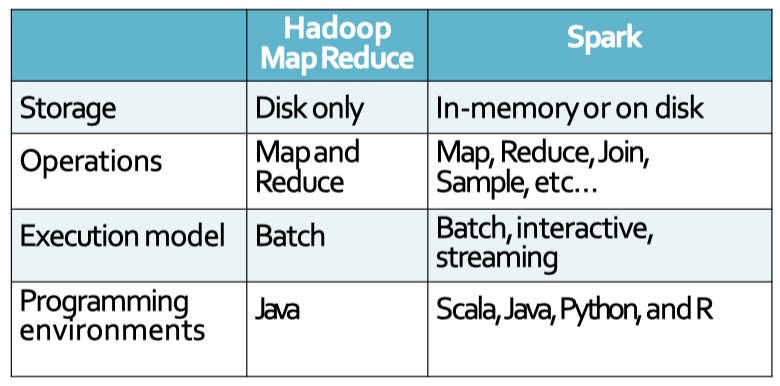 Hadoop
Map Reduce
Spark
Storage
Disk only
In-memory or on disk
Operations
Map and
Reduce
Map, Reduce, Join,
Sample, etc...
Execution model
Batch
Batch, interactive,
streaming
Programming
environments
Java
Scala, Java, Python, and R